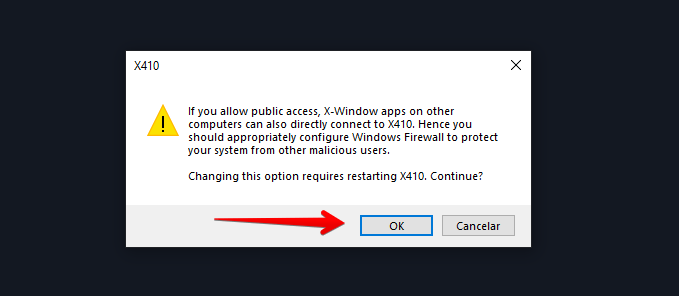 X410
If you allow public access, X-Window apps on other
computers can also directly connect to X410. Hence you
should appropriately configure Windows Firewall to protect
your system from other malicious users.
Changing this option requires restarting X410. Continue?
OK
Cancelar